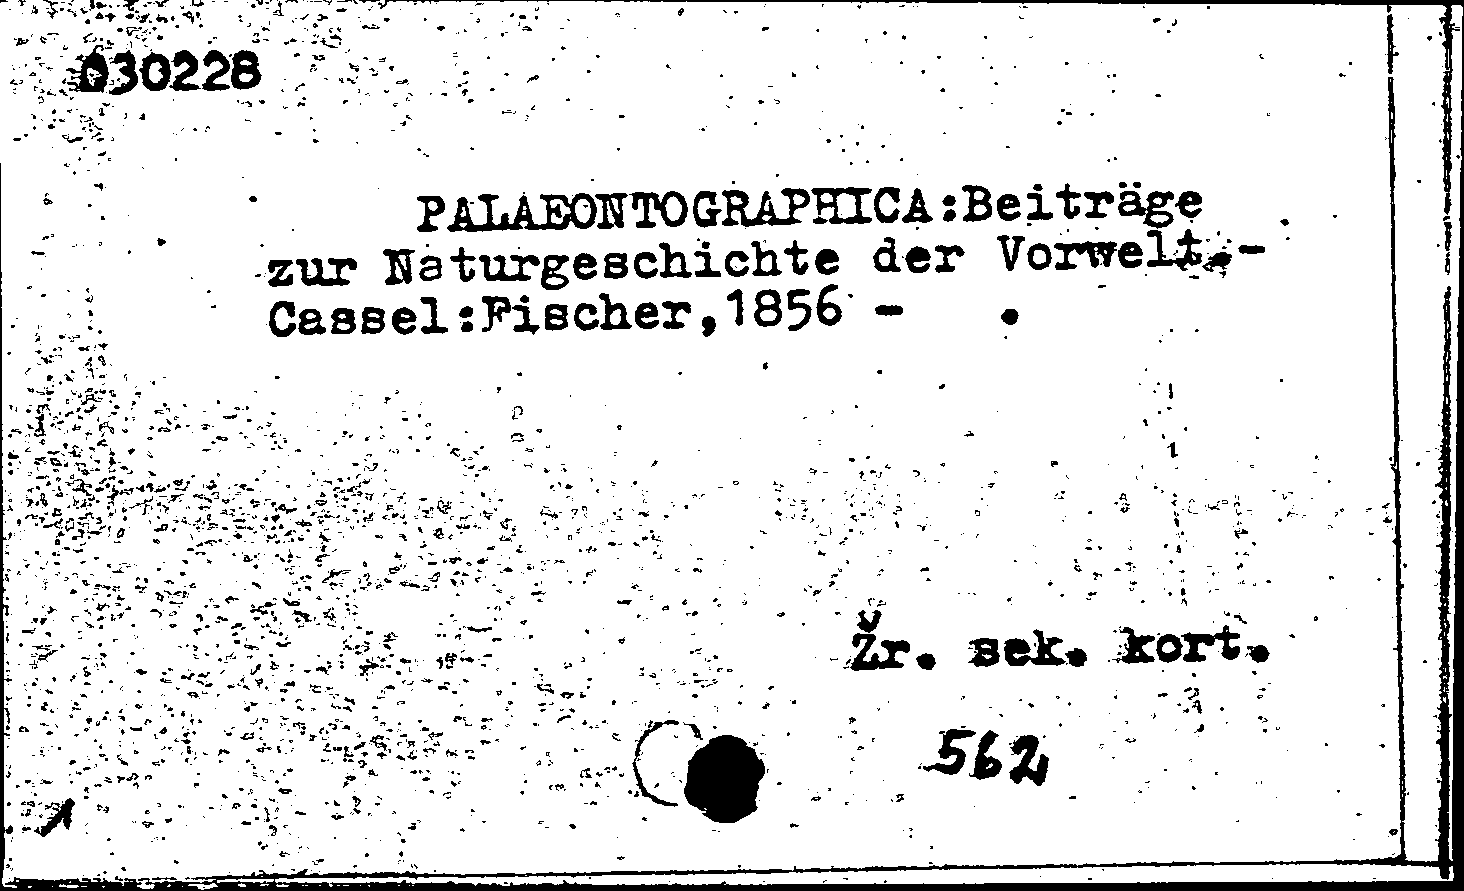 030228
PALAEONTOGRAPHICA:Beiträge
zur Naturgeschichte der Vorwelt.-
Cassel:Fischer,1856 - .
Žr. sek. kort.
562